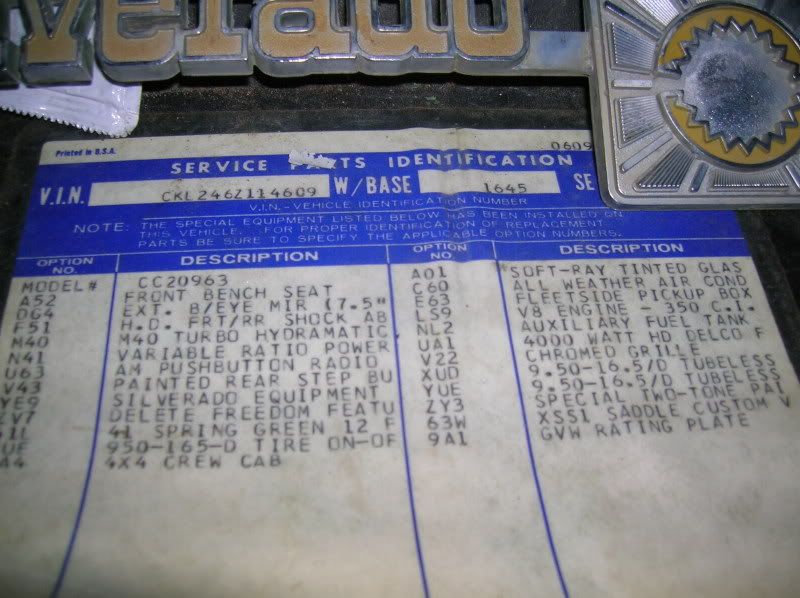 verado
Printed in U.S.A.
0609
SERVICE PARTS IDENTIFICATION
V.I.N. CKL246Z114609 W/BASE 1645 SE
V.I.N. - VEHICLE IDENTIFICATION NUMBER
NOTE: THE SPECIAL EQUIPMENT LISTED BELOW HAS BEEN INSTALLED ON
THIS VEHICLE. FOR PROPER IDENTIFICATION OF REPLACEMENT
PARTS BE SURE TO SPECIFY THE APPLICABLE OPTION NUMBERS.
OPTION NO. DESCRIPTION
MODEL# CC20963
A52 FRONT BENCH SEAT
DG4 EXT. B/EYE MIR (7.5"
F51 H.D. FRT/RR SHOCK AB
M40 M40 TURBO HYDRAMATIC
N41 VARIABLE RATIO POWER
U63 AM PUSHBUTTON RADIO
V43 PAINTED REAR STEP BU
YE9 SILVERADO EQUIPMENT
ZV7 DELETE FREEDOM FEATU
41L 41 SPRING GREEN 12 F
UE 950-165-D TIRE ON-OF
A4 4X4 CREW CAB
OPTION NO. DESCRIPTION
A01 SOFT-RAY TINTED GLAS
C60 ALL WEATHER AIR COND
E63 FLEETSIDE PICKUP BOX
LS9 V8 ENGINE - 350 C.I.
NL2 AUXILIARY FUEL TANK
UA1 4000 WATT HD DELCO F
V22 CHROMED GRILLE
XUD 9.50-16.5/D TUBELESS
YUE 9.50-16.5/D TUBELESS
ZY3 SPECIAL TWO-TONE PAI
63W XS51 SADDLE CUSTOM V
9A1 GVW RATING PLATE